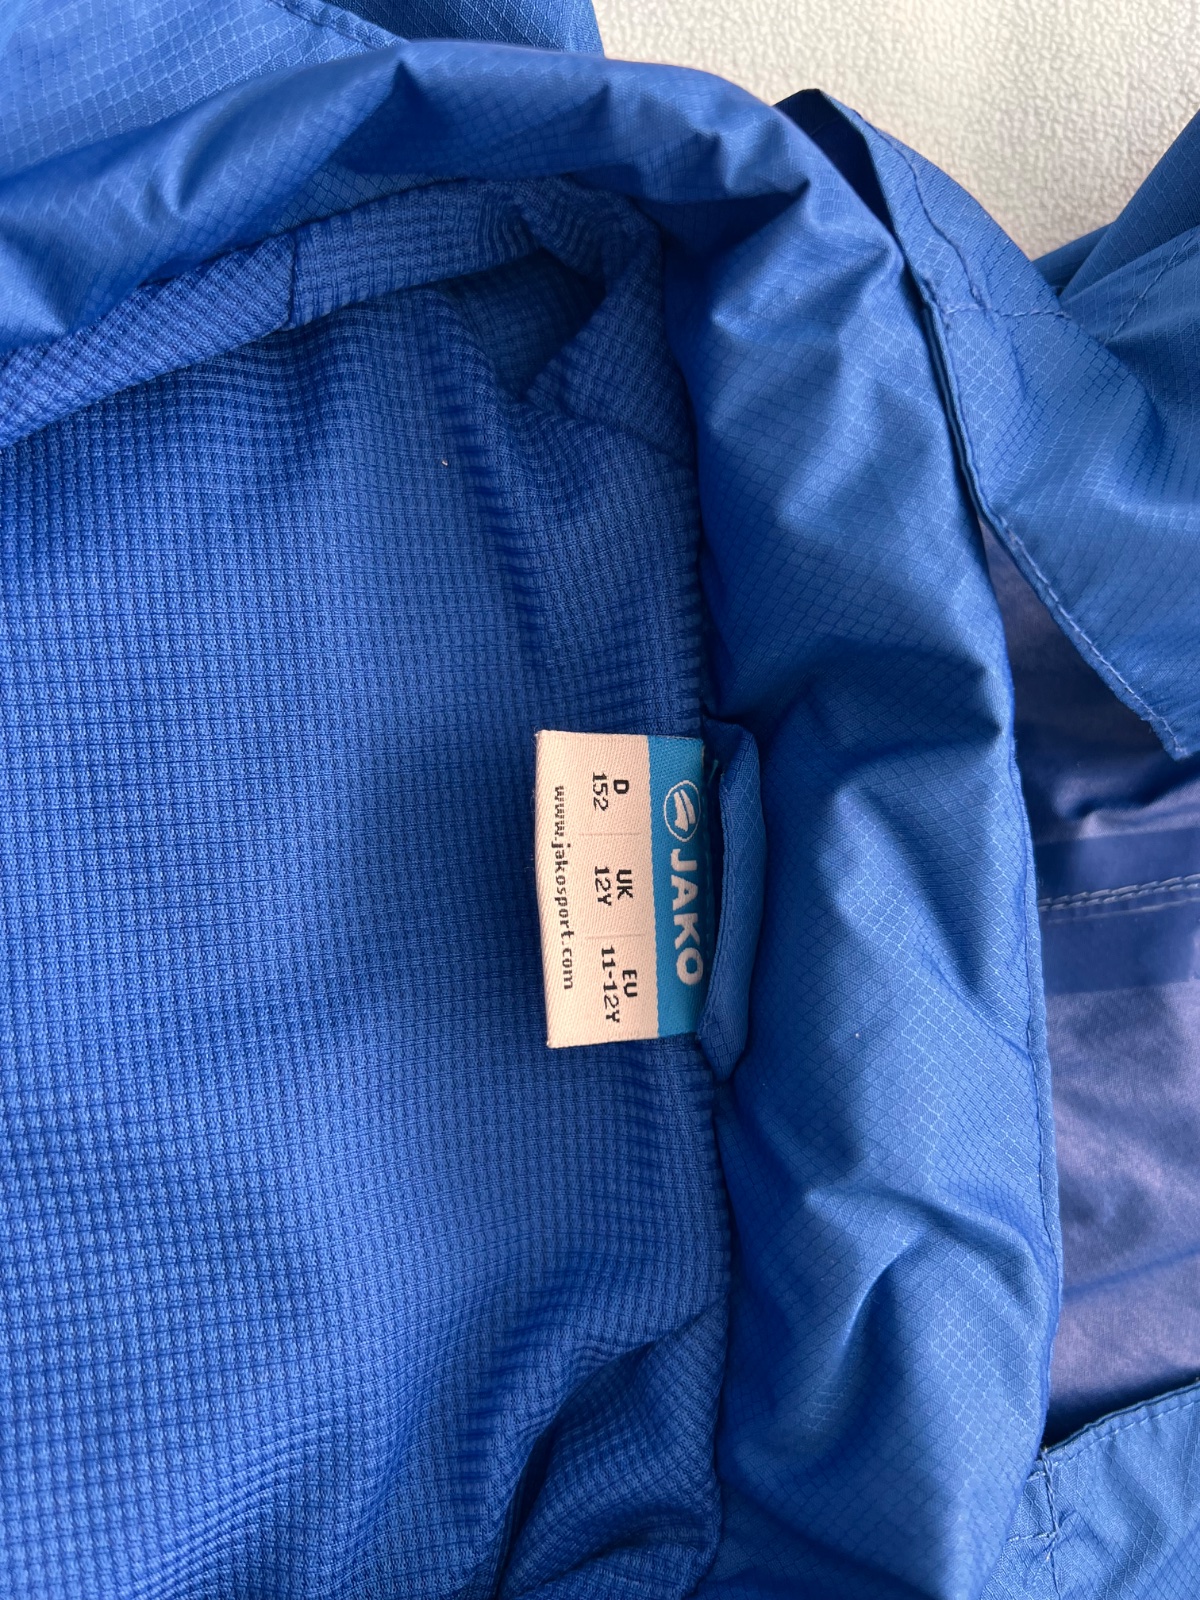 JAKO
D UK EU
152 12Y 11-12Y
www.jakosport.com